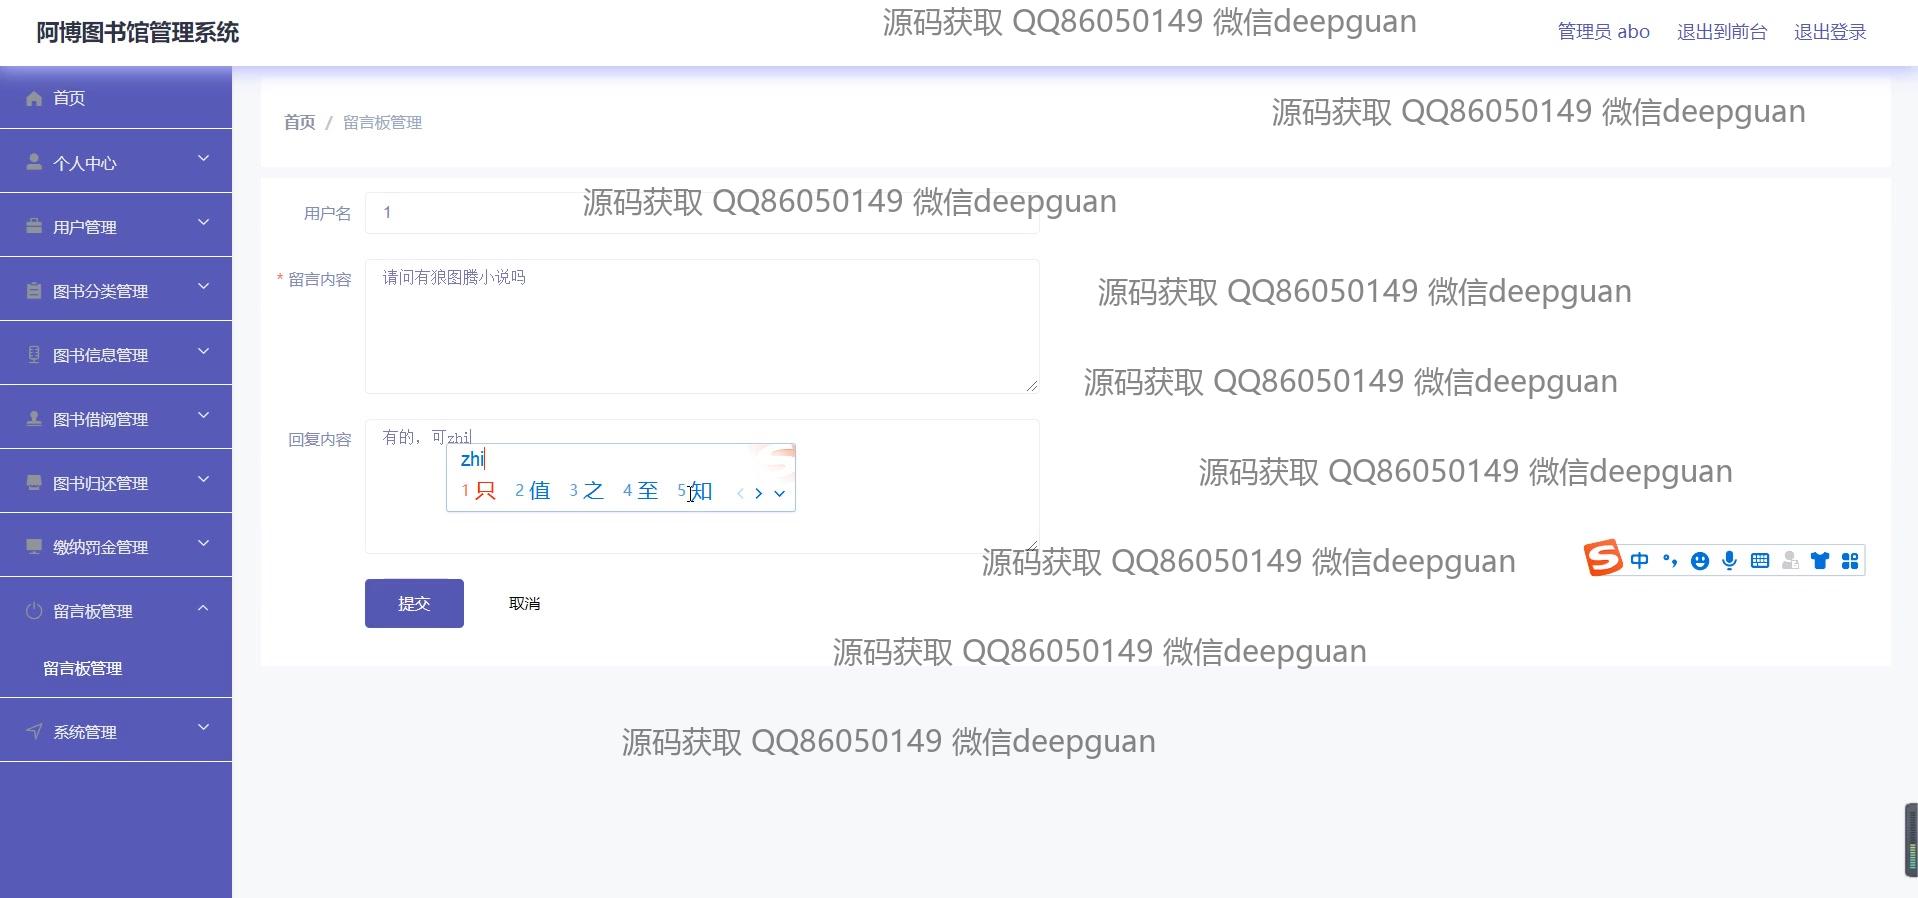 阿博图书馆管理系统
源码获取 QQ86050149 微信deepguan
管理员 abo
退出到前台
退出登录
首页
个人中心
用户管理
图书分类管理
图书信息管理
图书借阅管理
图书归还管理
缴纳罚金管理
留言板管理
留言板管理
系统管理
首页 / 留言板管理
源码获取 QQ86050149 微信deepguan
用户名 1
源码获取 QQ86050149 微信deepguan
* 留言内容 请问有狼图腾小说吗
源码获取 QQ86050149 微信deepguan
源码获取 QQ86050149 微信deepguan
回复内容 有的，可zhi
zhi
1 只 2 值 3 之 4 至 5 知
源码获取 QQ86050149 微信deepguan
源码获取 QQ86050149 微信deepguan
中
提交
取消
源码获取 QQ86050149 微信deepguan
源码获取 QQ86050149 微信deepguan